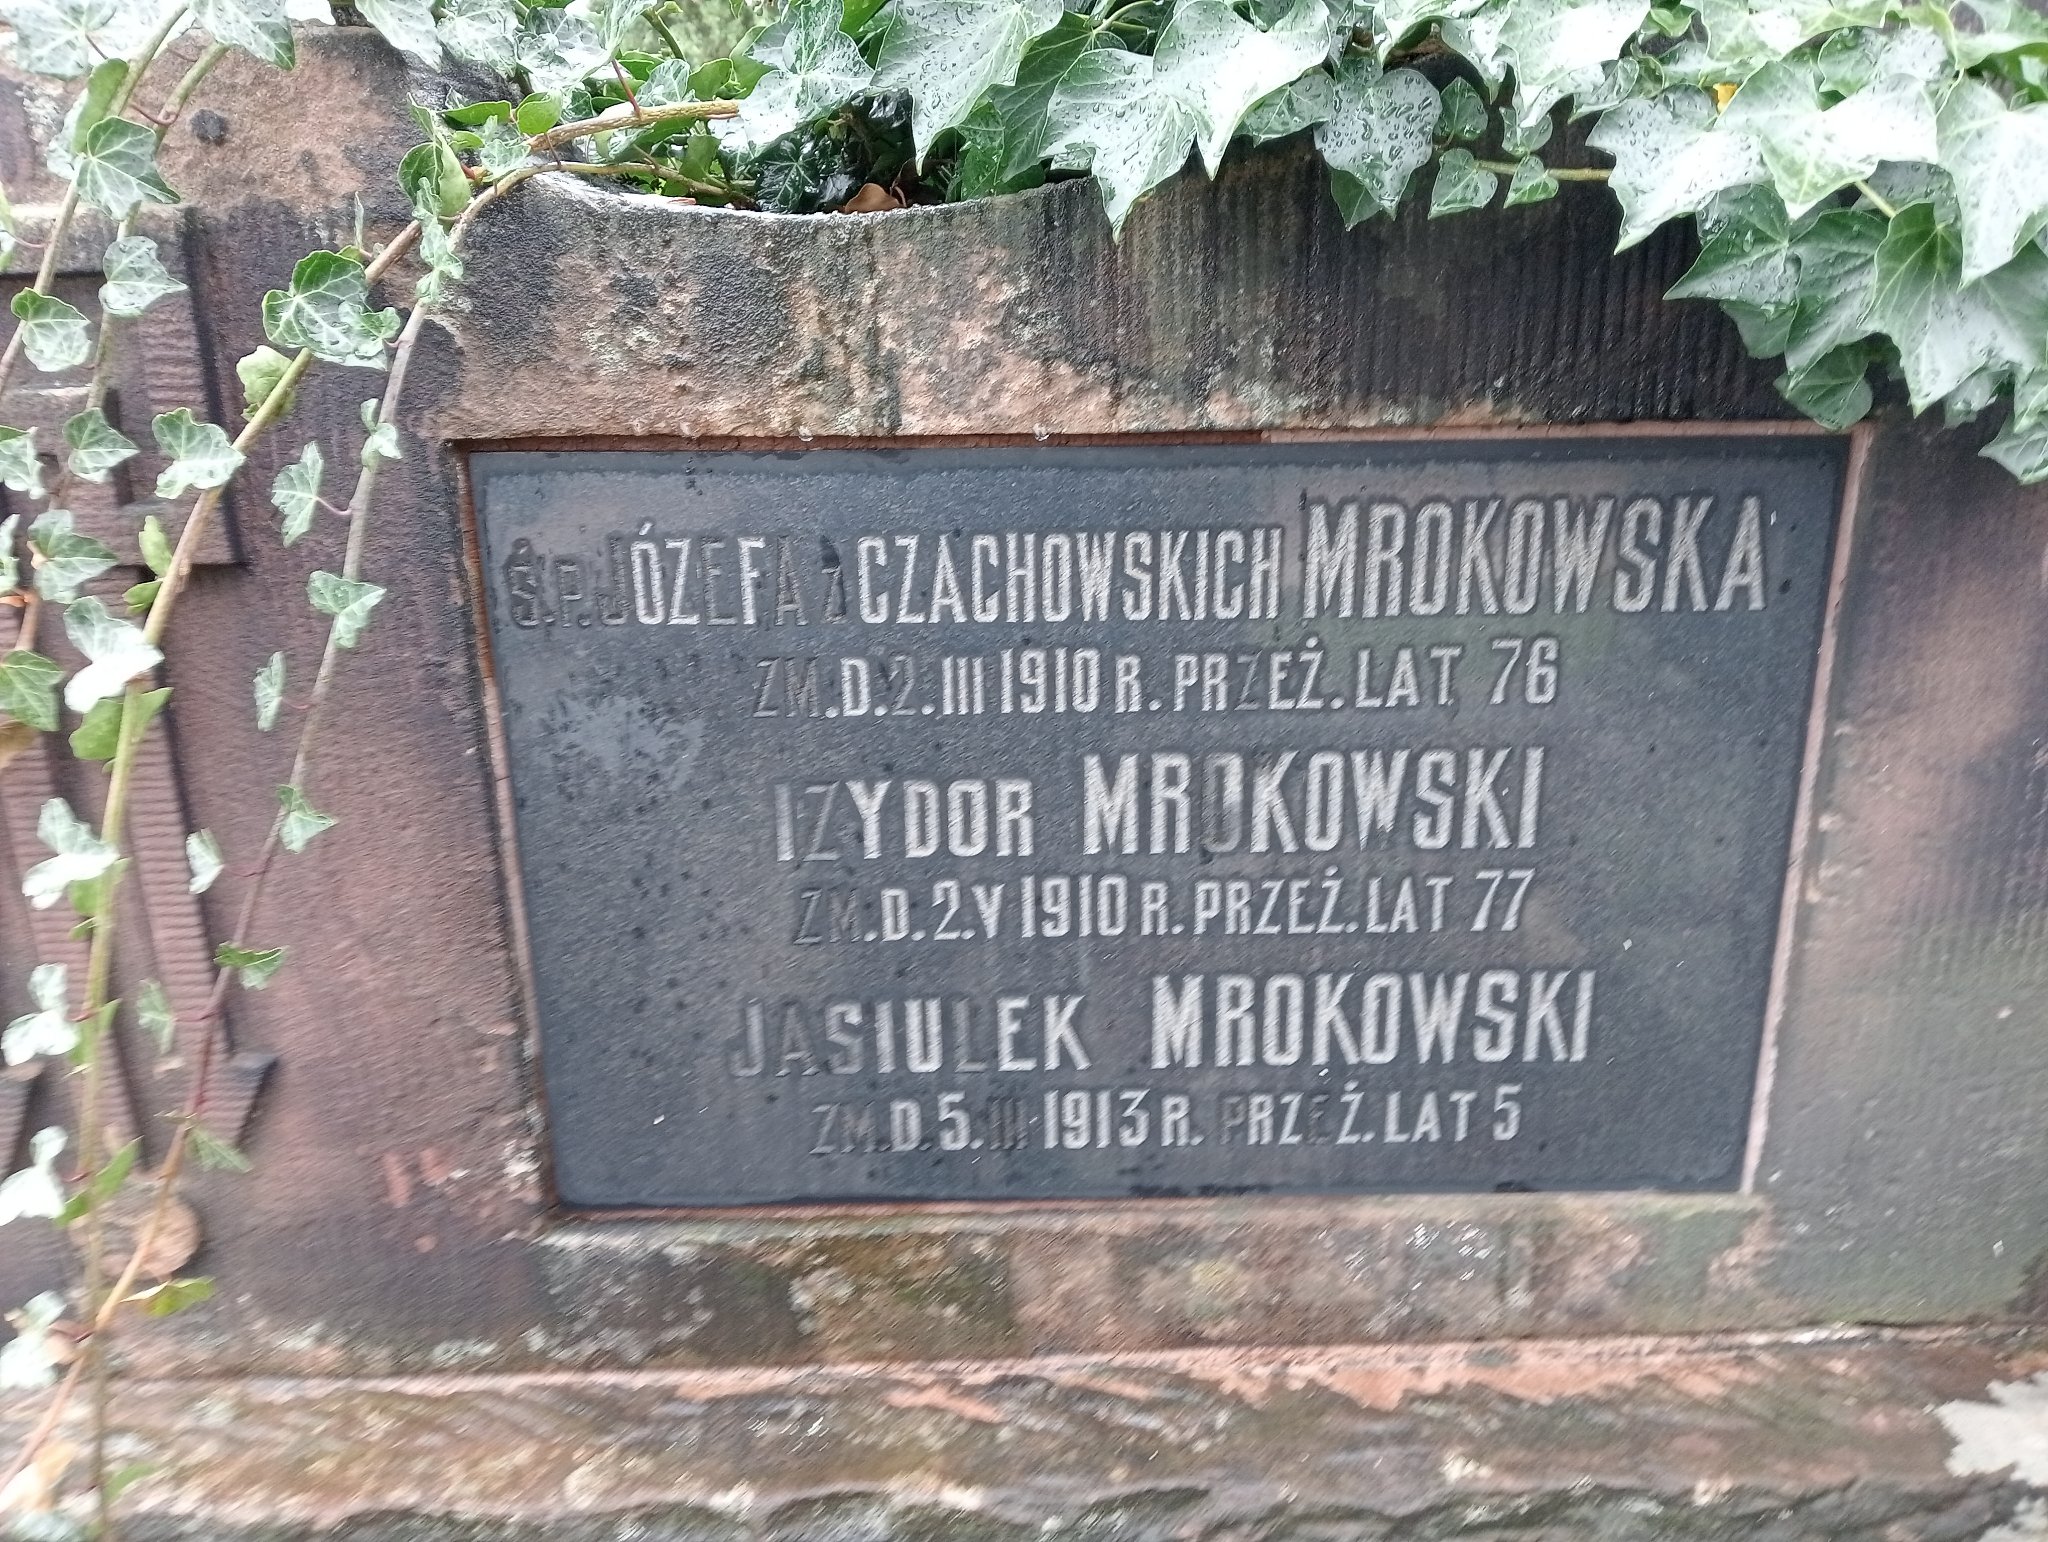 Ś.P. JÓZEFA Z CZACHOWSKICH MROKOWSKA
ZM.D.2.III 1910 R. PRZEŻ. LAT 76
IZYDOR MROKOWSKI
ZM.D.2.V 1910 R. PRZEŻ. LAT 77
JASIULEK MROKOWSKI
ZM.D.5.III 1913 R. PRZEŻ. LAT 5